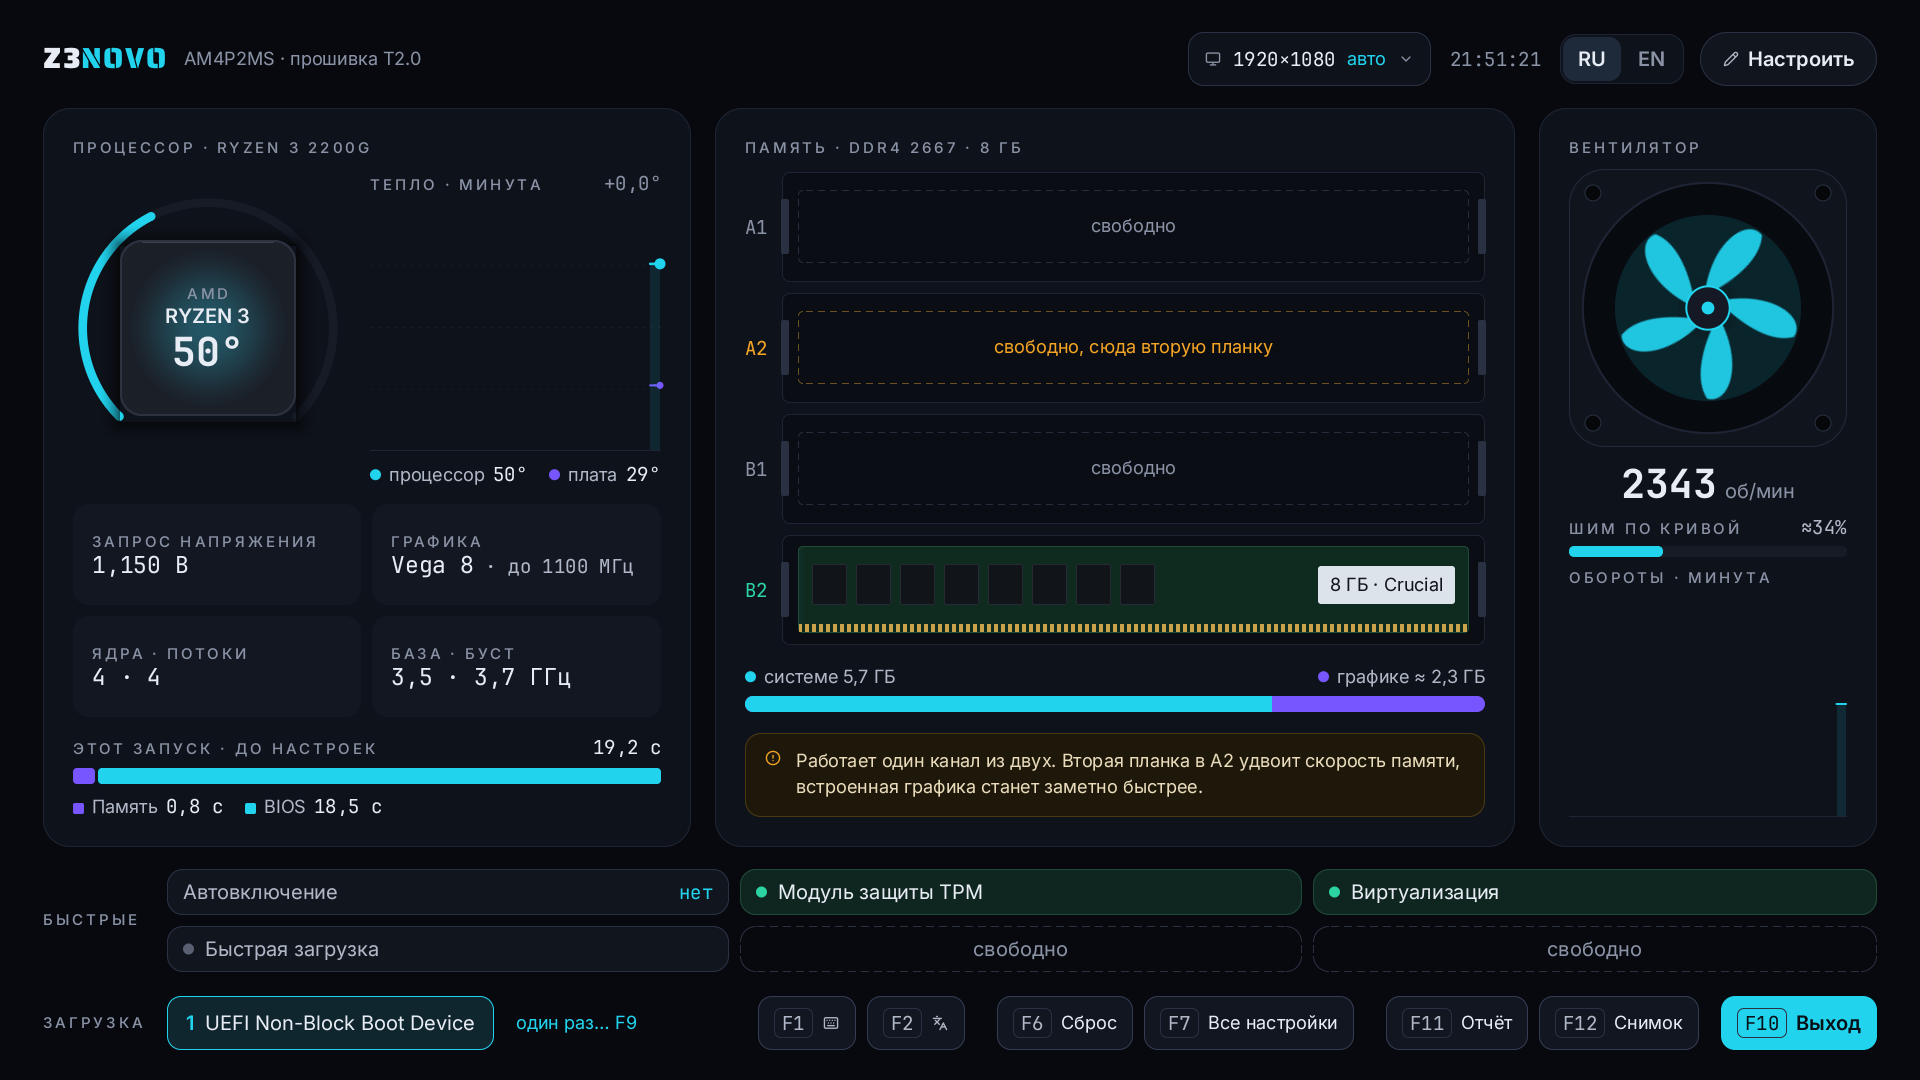 Z3NOVO AM4P2MS · прошивка T2.0
1920×1080 авто
21:51:21
RU EN
Настроить
ПРОЦЕССОР · RYZEN 3 2200G
ТЕПЛО · МИНУТА +0,0°
AMD
RYZEN 3
50°
процессор 50° плата 29°
ЗАПРОС НАПРЯЖЕНИЯ
1,150 В
ГРАФИКА
Vega 8 · до 1100 МГц
ЯДРА · ПОТОКИ
4 · 4
БАЗА · БУСТ
3,5 · 3,7 ГГц
ЭТОТ ЗАПУСК · ДО НАСТРОЕК 19,2 с
Память 0,8 с BIOS 18,5 с
ПАМЯТЬ · DDR4 2667 · 8 ГБ
A1 свободно
A2 свободно, сюда вторую планку
B1 свободно
B2 8 ГБ · Crucial
системе 5,7 ГБ графике ≈ 2,3 ГБ
Работает один канал из двух. Вторая планка в A2 удвоит скорость памяти,
встроенная графика станет заметно быстрее.
ВЕНТИЛЯТОР
2343 об/мин
ШИМ ПО КРИВОЙ ≈34%
ОБОРОТЫ · МИНУТА
БЫСТРЫЕ
Автовключение нет
Модуль защиты TPM
Виртуализация
Быстрая загрузка
свободно
свободно
ЗАГРУЗКА
1 UEFI Non-Block Boot Device
один раз... F9
F1
F2
F6 Сброс
F7 Все настройки
F11 Отчёт
F12 Снимок
F10 Выход